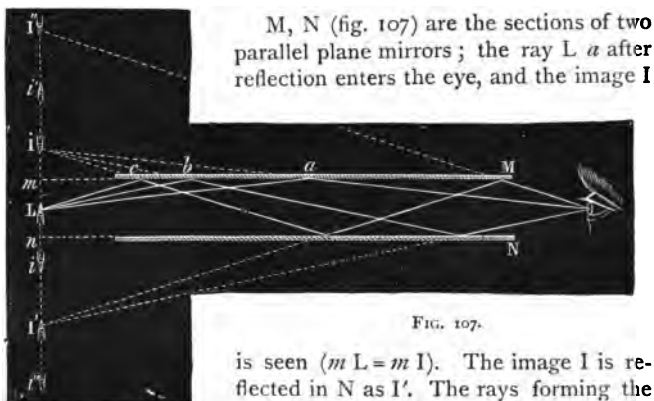 M, N (fig. 107) are the sections of two
parallel plane mirrors ; the ray L a after
reflection enters the eye, and the image I
I″
i′
I
c b a M
m
L
n
N
i
I′
i″
FIG. 107.
is seen (m L = m I). The image I is re-
flected in N as I′. The rays forming the